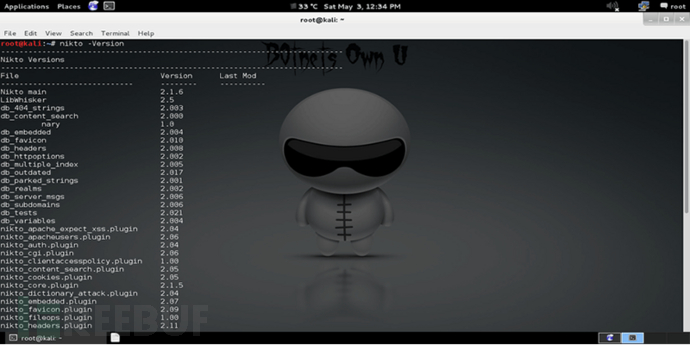 Applications Places 33 °C Sat May 3, 12:34 PM root
root@kali: ~
File Edit View Search Terminal Help
root@kali:~# nikto -Version
---------------------------------------------------------------
Nikto Versions
---------------------------------------------------------------
File Version Last Mod
----------------------------- -------- ----------
Nikto main 2.1.6
LibWhisker 2.5
db_404_strings 2.003
db_content_search 2.000
nary 1.0
db_embedded 2.004
db_favicon 2.010
db_headers 2.008
db_httpoptions 2.002
db_multiple_index 2.005
db_outdated 2.017
db_parked_strings 2.001
db_realms 2.002
db_server_msgs 2.006
db_subdomains 2.006
db_tests 2.021
db_variables 2.004
nikto_apache_expect_xss.plugin 2.04
nikto_apacheusers.plugin 2.06
nikto_auth.plugin 2.04
nikto_cgi.plugin 2.06
nikto_clientaccesspolicy.plugin 1.00
nikto_content_search.plugin 2.05
nikto_cookies.plugin 2.05
nikto_core.plugin 2.1.5
nikto_dictionary_attack.plugin 2.04
nikto_embedded.plugin 2.07
nikto_favicon.plugin 2.09
nikto_fileops.plugin 1.00
nikto_headers.plugin 2.11
B0tnets Own U
FREEBUF
root@kali: ~